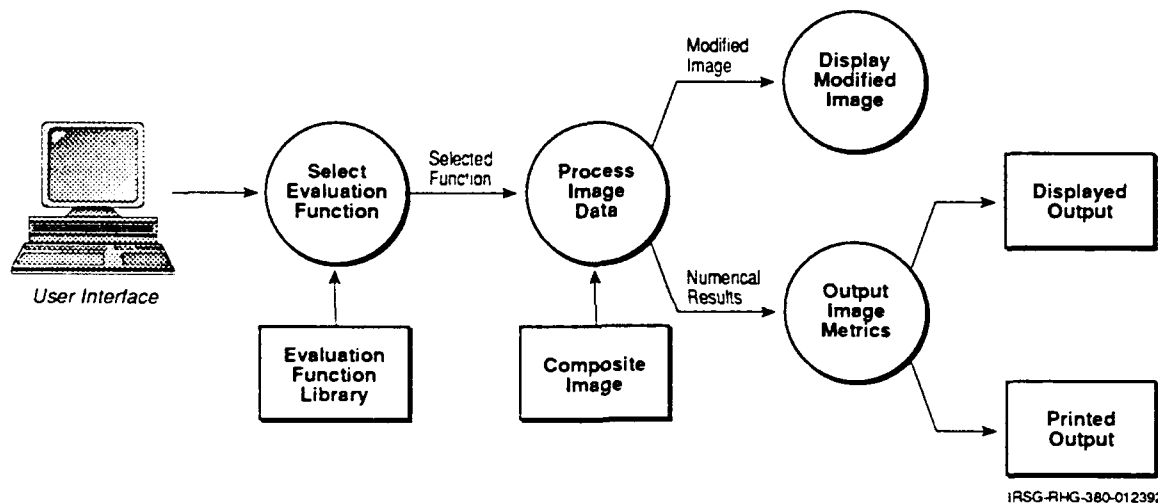 Modified
Image
Display
Modified
Image
Select
Evaluation
Function
Selected
Function
Process
Image
Data
Displayed
Output
User Interface
Numerical
Results
Output
Image
Metrics
Evaluation
Function
Library
Composite
Image
Printed
Output
IRSG-RHG-380-012392